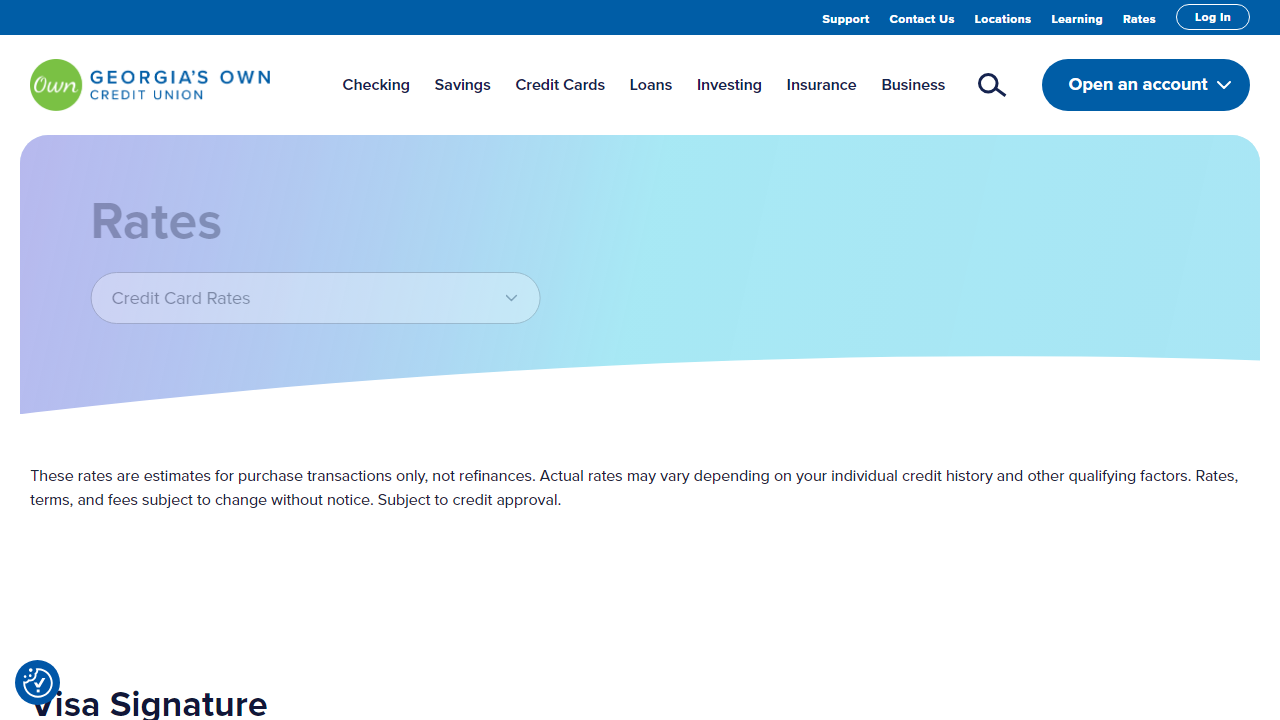 Support Contact Us Locations Learning Rates Log In
Own GEORGIA'S OWN
CREDIT UNION
Checking Savings Credit Cards Loans Investing Insurance Business Open an account
Rates
Credit Card Rates
These rates are estimates for purchase transactions only, not refinances. Actual rates may vary depending on your individual credit history and other qualifying factors. Rates,
terms, and fees subject to change without notice. Subject to credit approval.
Visa Signature